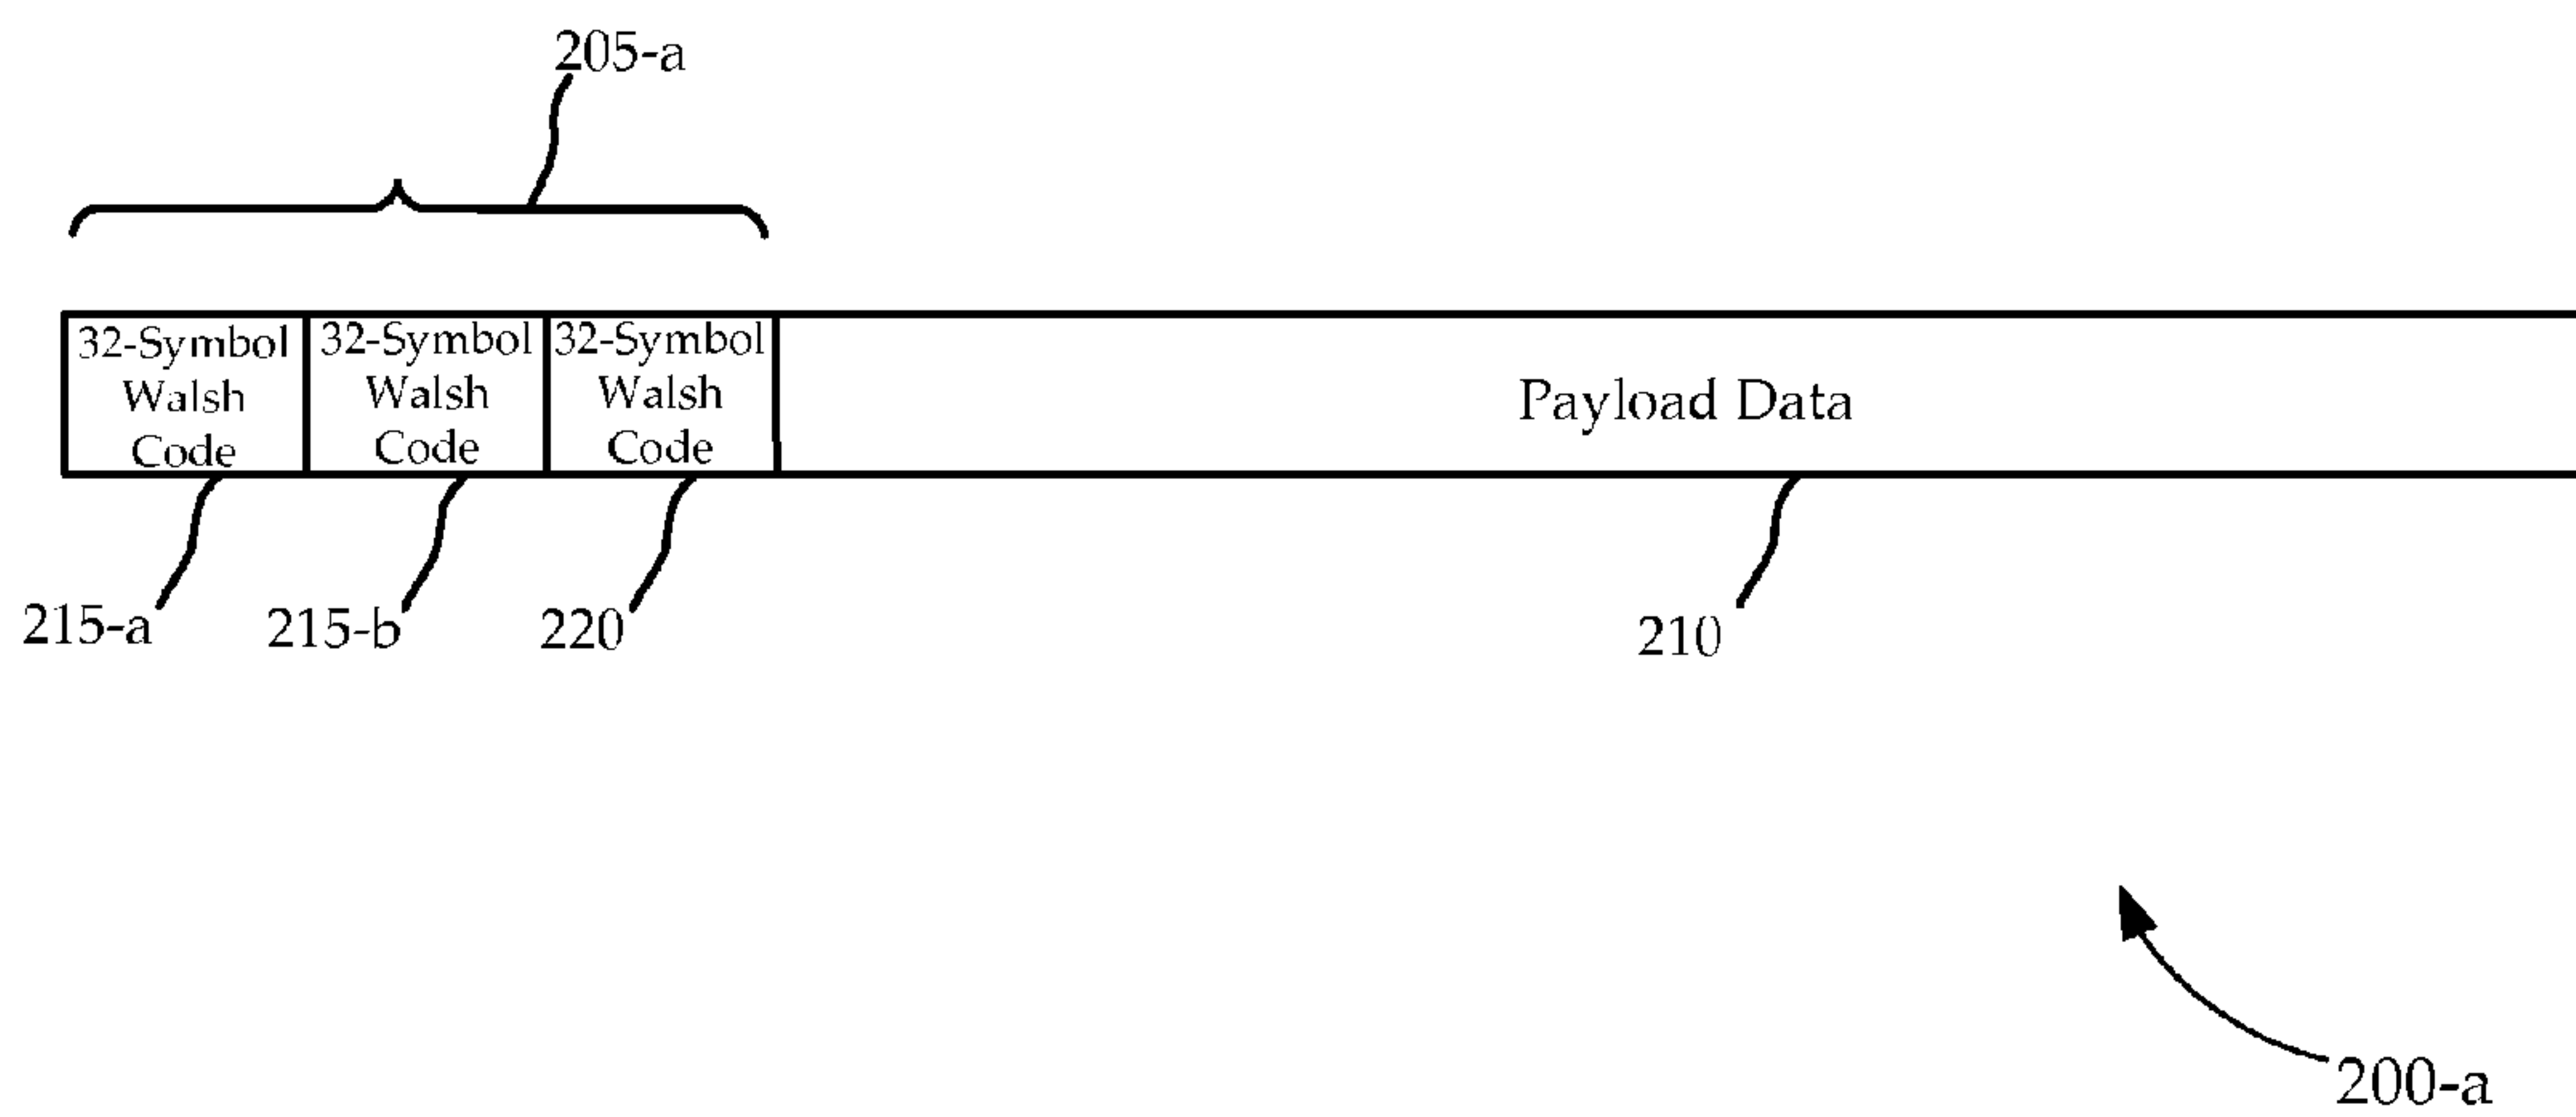 205-a
32-Symbol
Walsh
Code
32-Symbol
Walsh
Code
32-Symbol
Walsh
Code
Payload Data
215-a
215-b
220
210
200-a